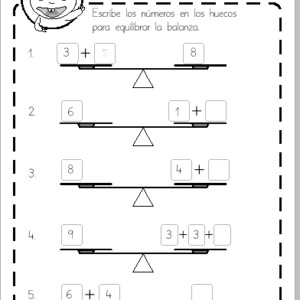 Escribe los números en los huecos
para equilibrar la balanza.
1. 3 + 5 8
2. 6 1 +
3. 8 4 +
4. 9 3 + 3 +
5. 6 + 4